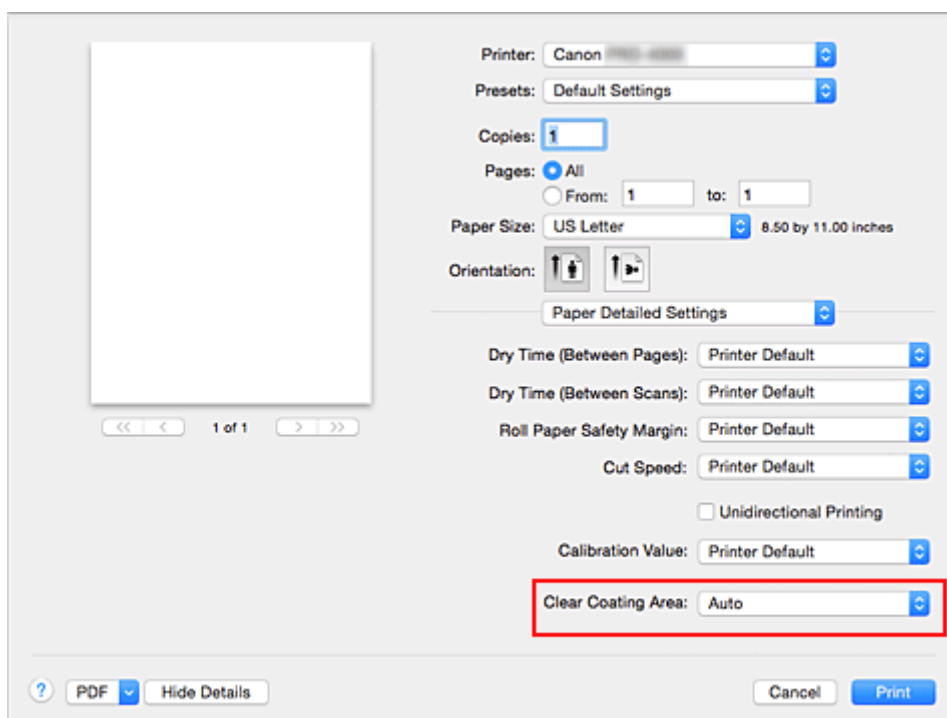 Printer: Canon
Presets: Default Settings
Copies: 1
Pages: All
From: 1 to: 1
Paper Size: US Letter 8.50 by 11.00 inches
Orientation:
Paper Detailed Settings
Dry Time (Between Pages): Printer Default
Dry Time (Between Scans): Printer Default
<< < 1 of 1 > >>
Roll Paper Safety Margin: Printer Default
Cut Speed: Printer Default
Unidirectional Printing
Calibration Value: Printer Default
Clear Coating Area: Auto
? PDF Hide Details Cancel Print